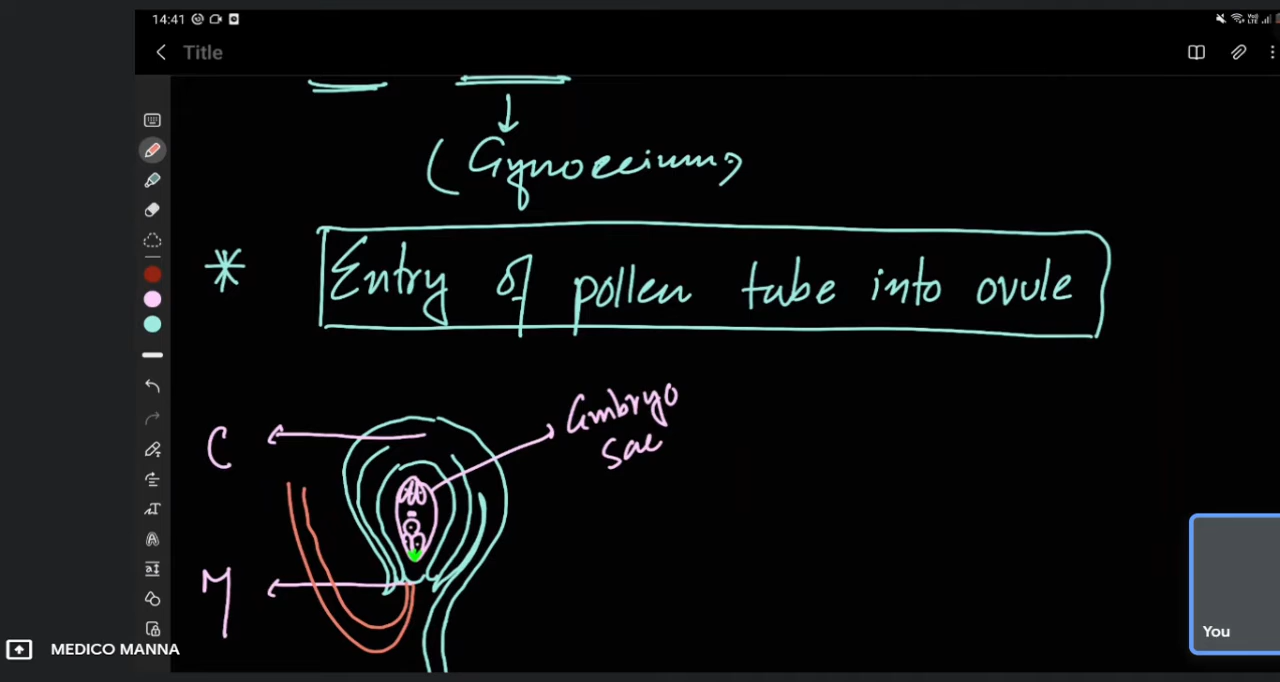 14:41
Title
(Gynoecium)
* Entry of pollen tube into ovule
Embryo
sac
C
M
MEDICO MANNA
You